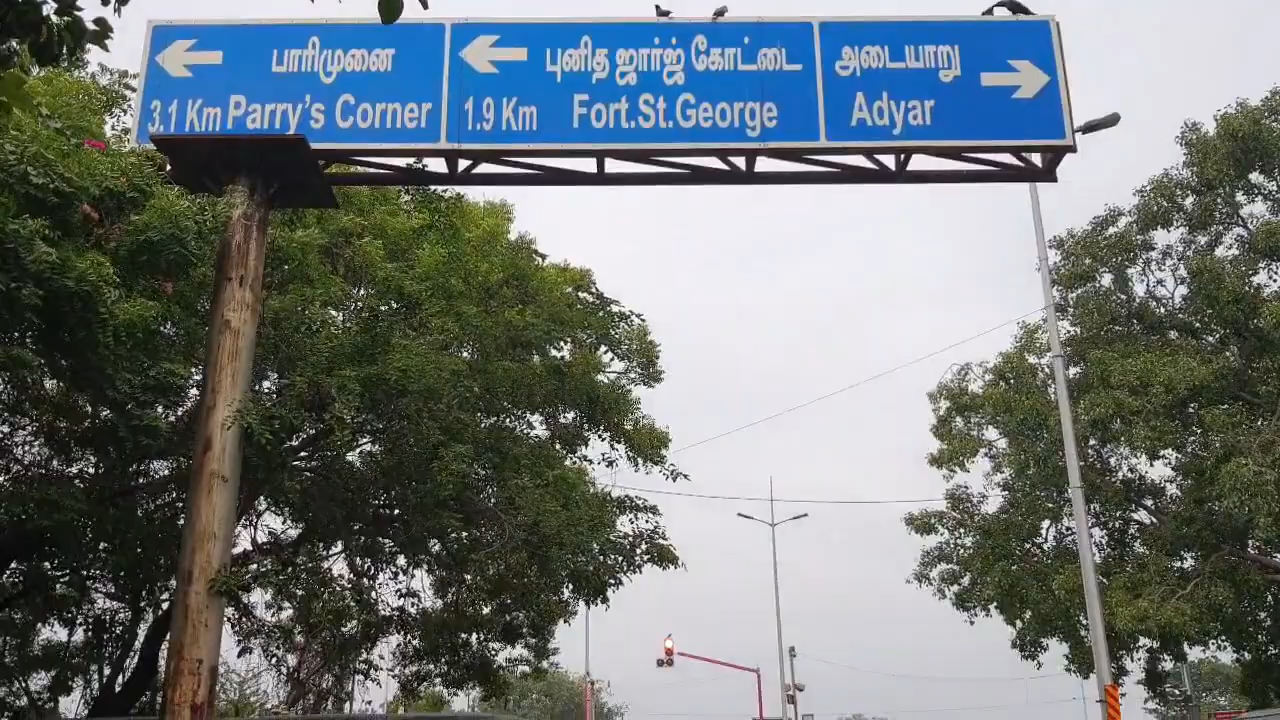 பாரிமுனை
3.1 Km Parry's Corner
புனித ஜார்ஜ் கோட்டை
1.9 Km Fort.St.George
அடையாறு
Adyar